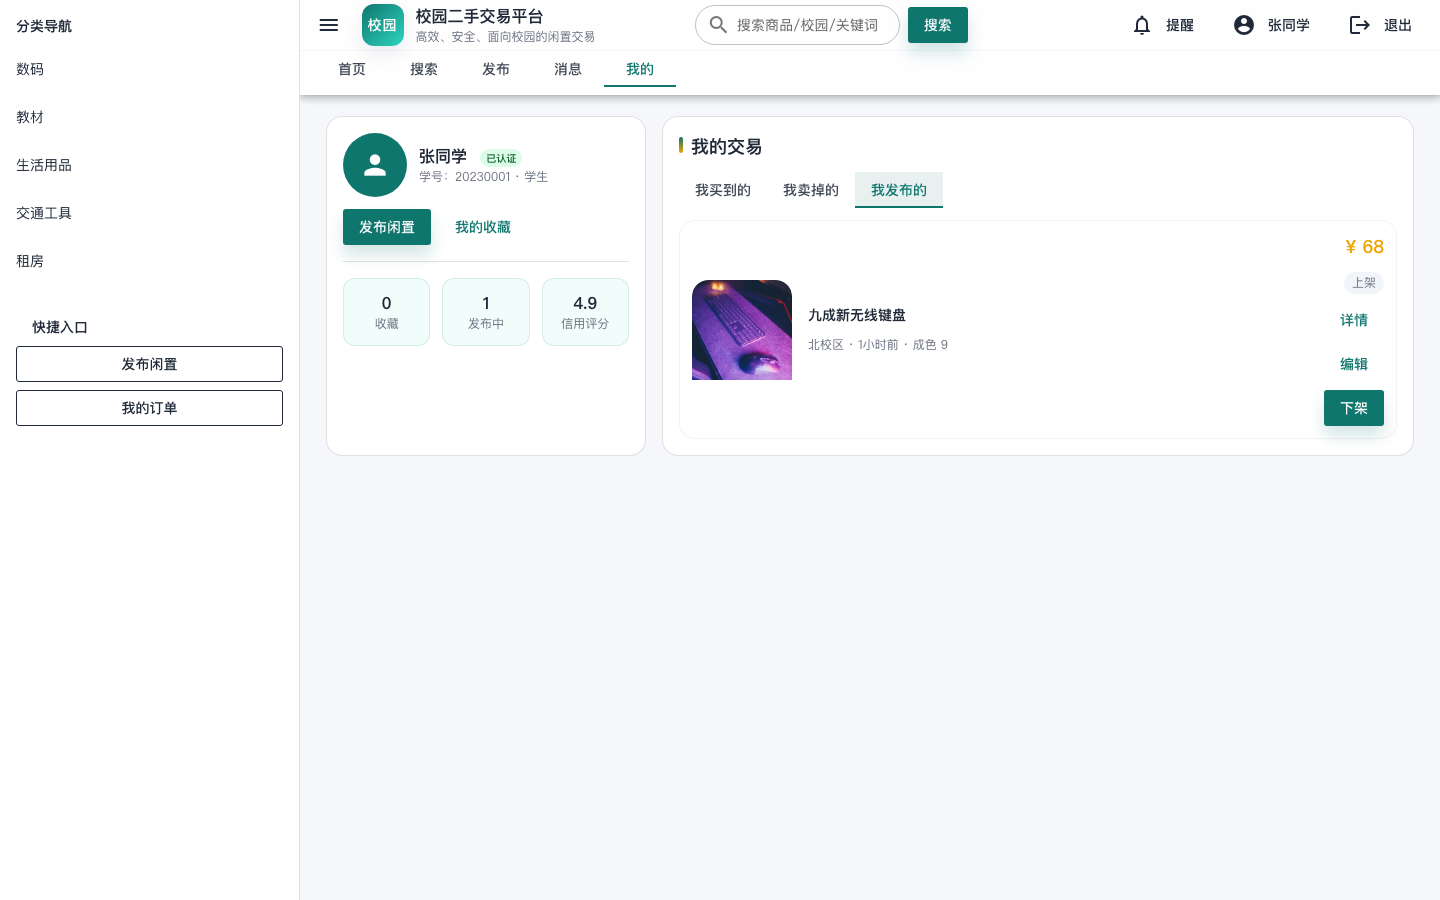 分类导航
数码
教材
生活用品
交通工具
租房
快捷入口
发布闲置
我的订单
校园
校园二手交易平台
高效、安全、面向校园的闲置交易
搜索商品/校园/关键词
搜索
提醒
张同学
退出
首页
搜索
发布
消息
我的
张同学
已认证
学号：20230001 · 学生
发布闲置
我的收藏
0
收藏
1
发布中
4.9
信用评分
我的交易
我买到的
我卖掉的
我发布的
九成新无线键盘
北校区 · 1小时前 · 成色 9
¥ 68
上架
详情
编辑
下架